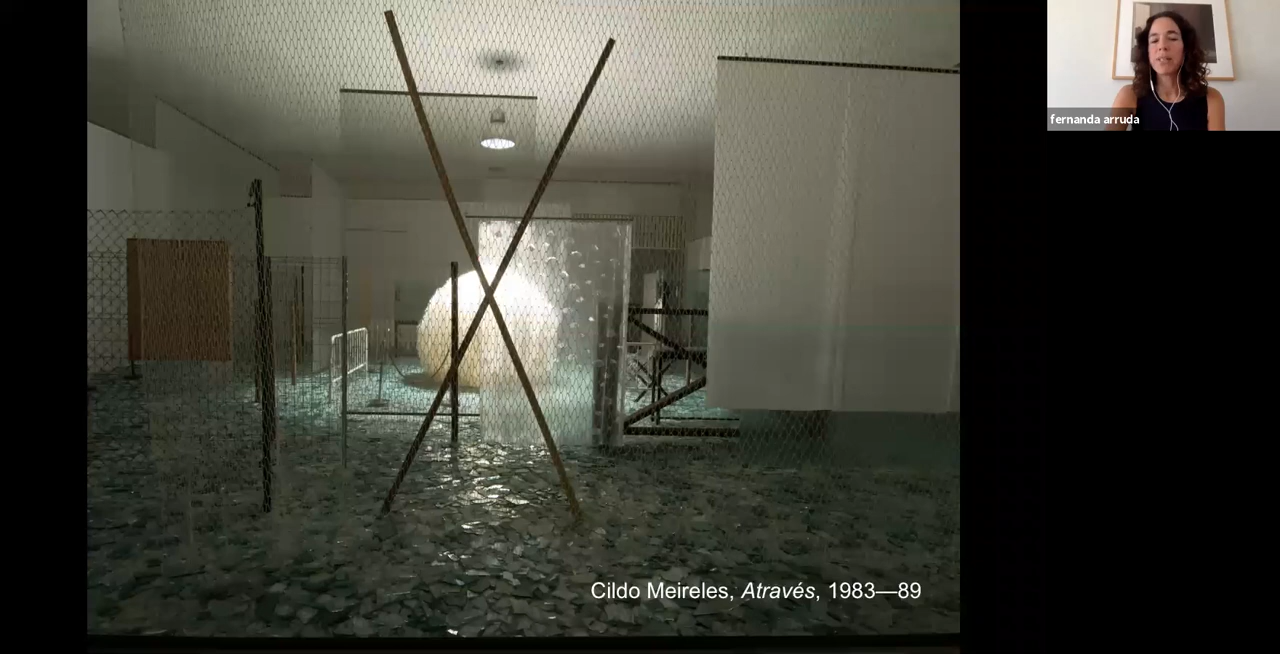 fernanda arruda
Cildo Meireles, Através, 1983—89